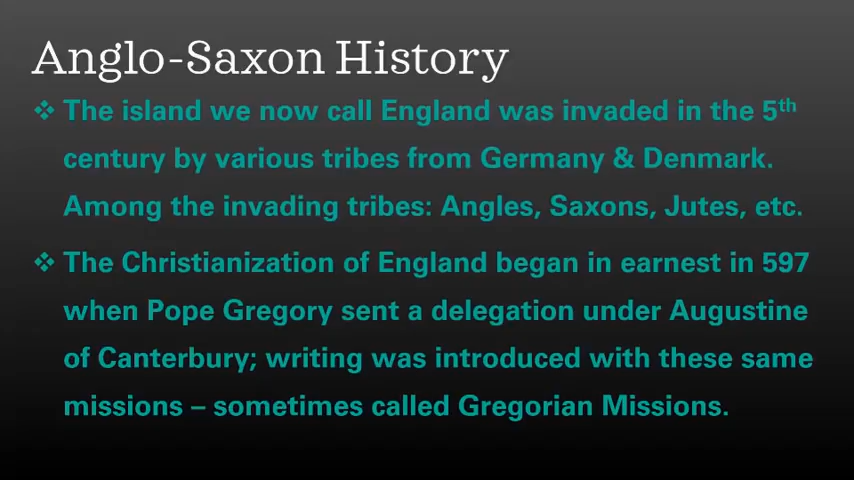 Anglo-Saxon History
❖ The island we now call England was invaded in the 5th
century by various tribes from Germany & Denmark.
Among the invading tribes: Angles, Saxons, Jutes, etc.
❖ The Christianization of England began in earnest in 597
when Pope Gregory sent a delegation under Augustine
of Canterbury; writing was introduced with these same
missions – sometimes called Gregorian Missions.